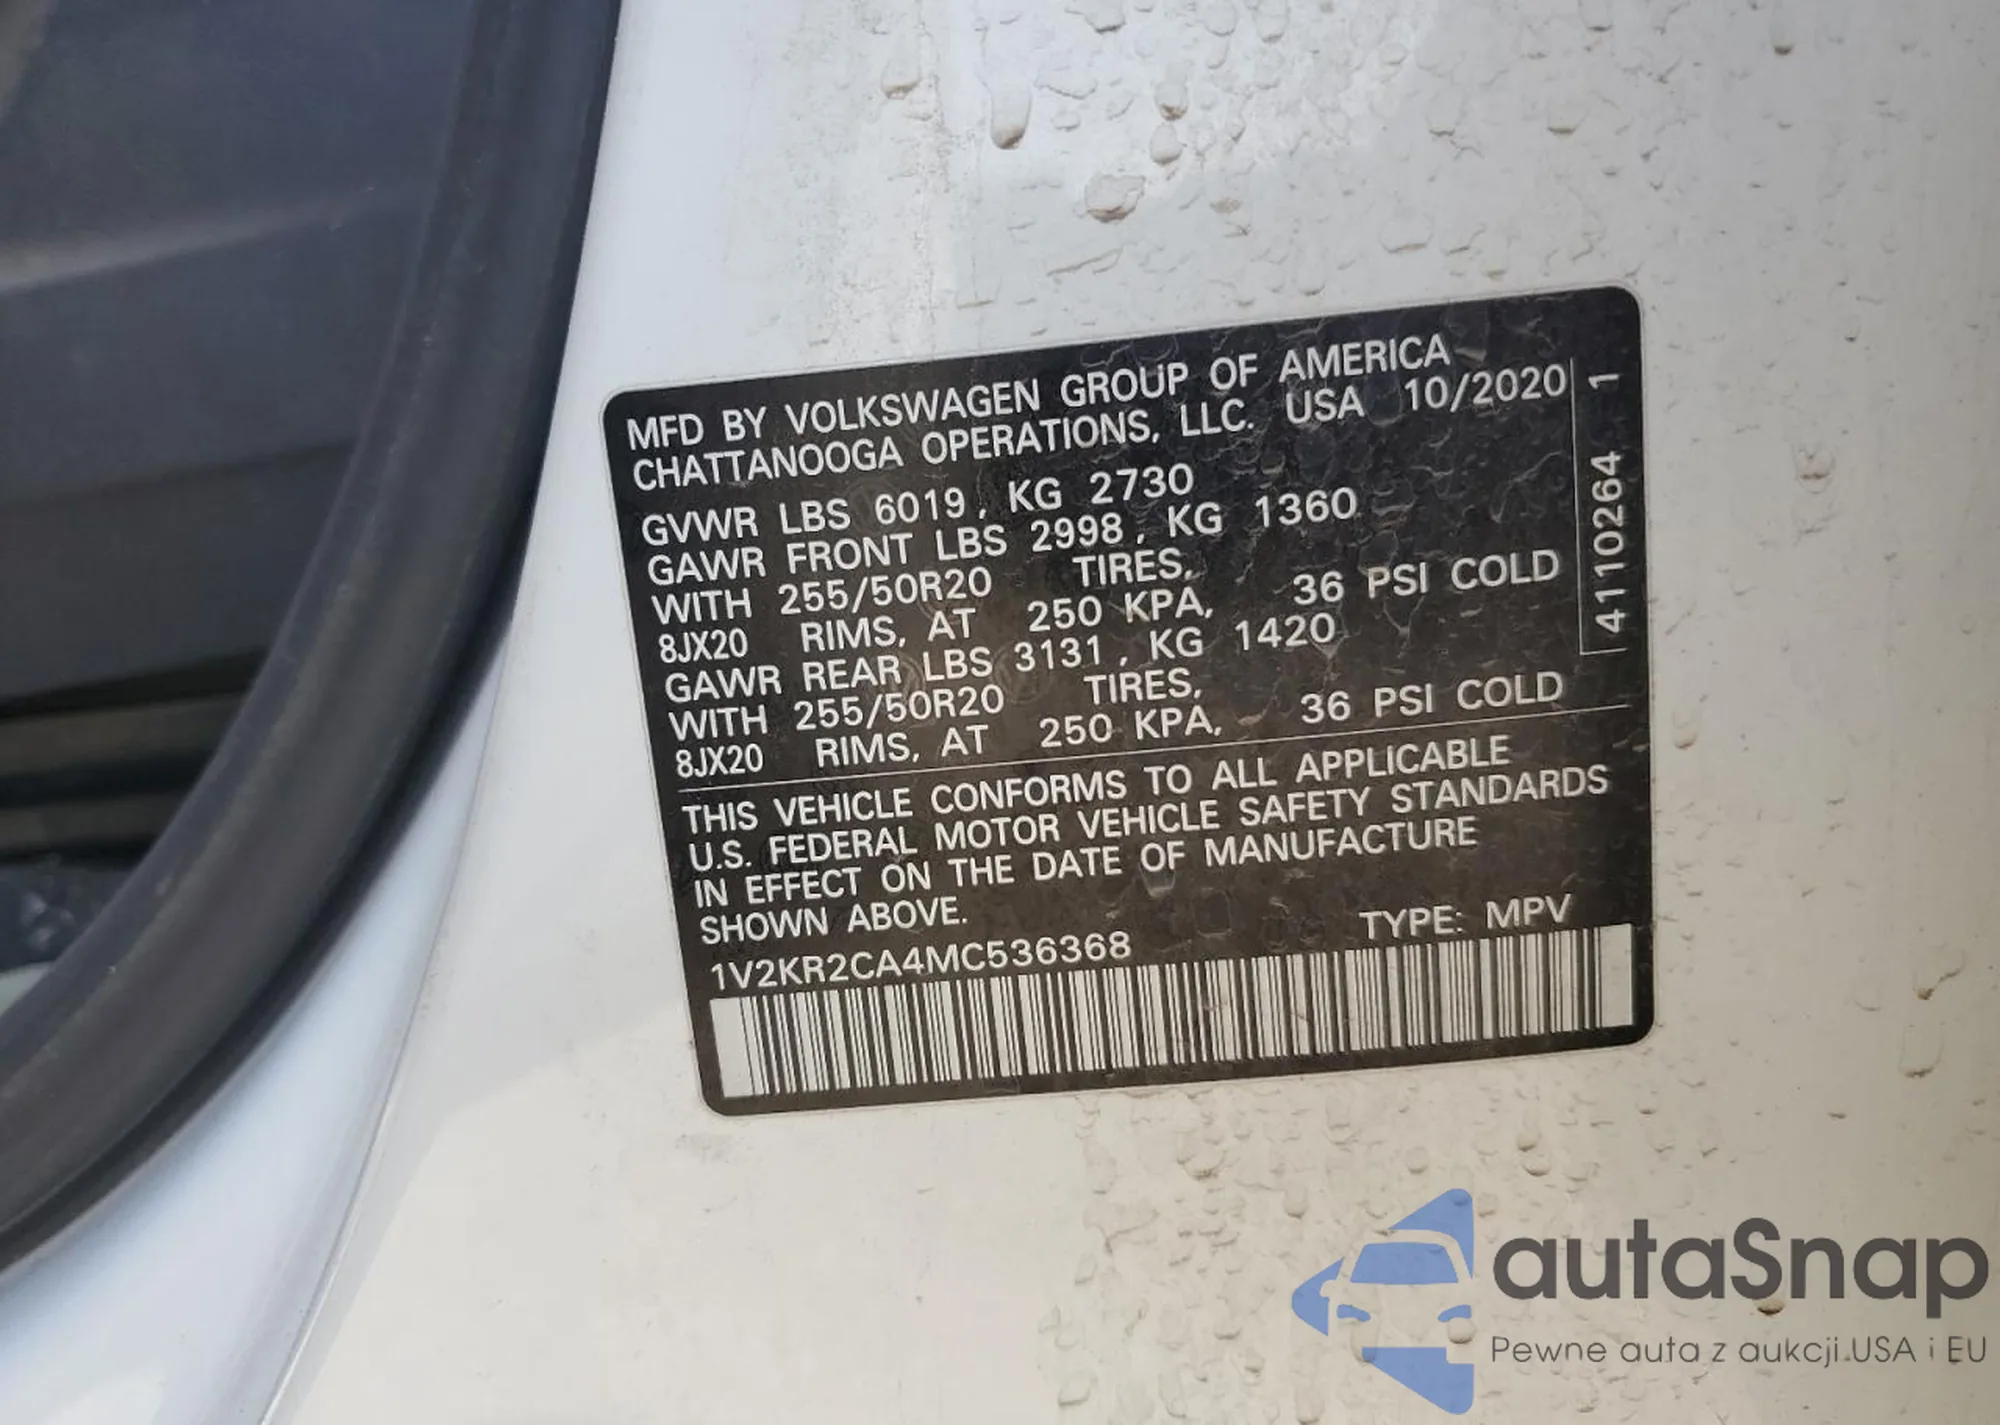 MFD BY VOLKSWAGEN GROUP OF AMERICA
CHATTANOOGA OPERATIONS, LLC. USA 10/2020
GVWR LBS 6019, KG 2730
GAWR FRONT LBS 2998, KG 1360
WITH 255/50R20 TIRES,
8JX20 RIMS, AT 250 KPA, 36 PSI COLD
GAWR REAR LBS 3131, KG 1420
WITH 255/50R20 TIRES,
8JX20 RIMS, AT 250 KPA, 36 PSI COLD
4110264 1
THIS VEHICLE CONFORMS TO ALL APPLICABLE
U.S. FEDERAL MOTOR VEHICLE SAFETY STANDARDS
IN EFFECT ON THE DATE OF MANUFACTURE
SHOWN ABOVE.
1V2KR2CA4MC536368 TYPE: MPV
autaSnap
Pewne auta z aukcji USA i EU